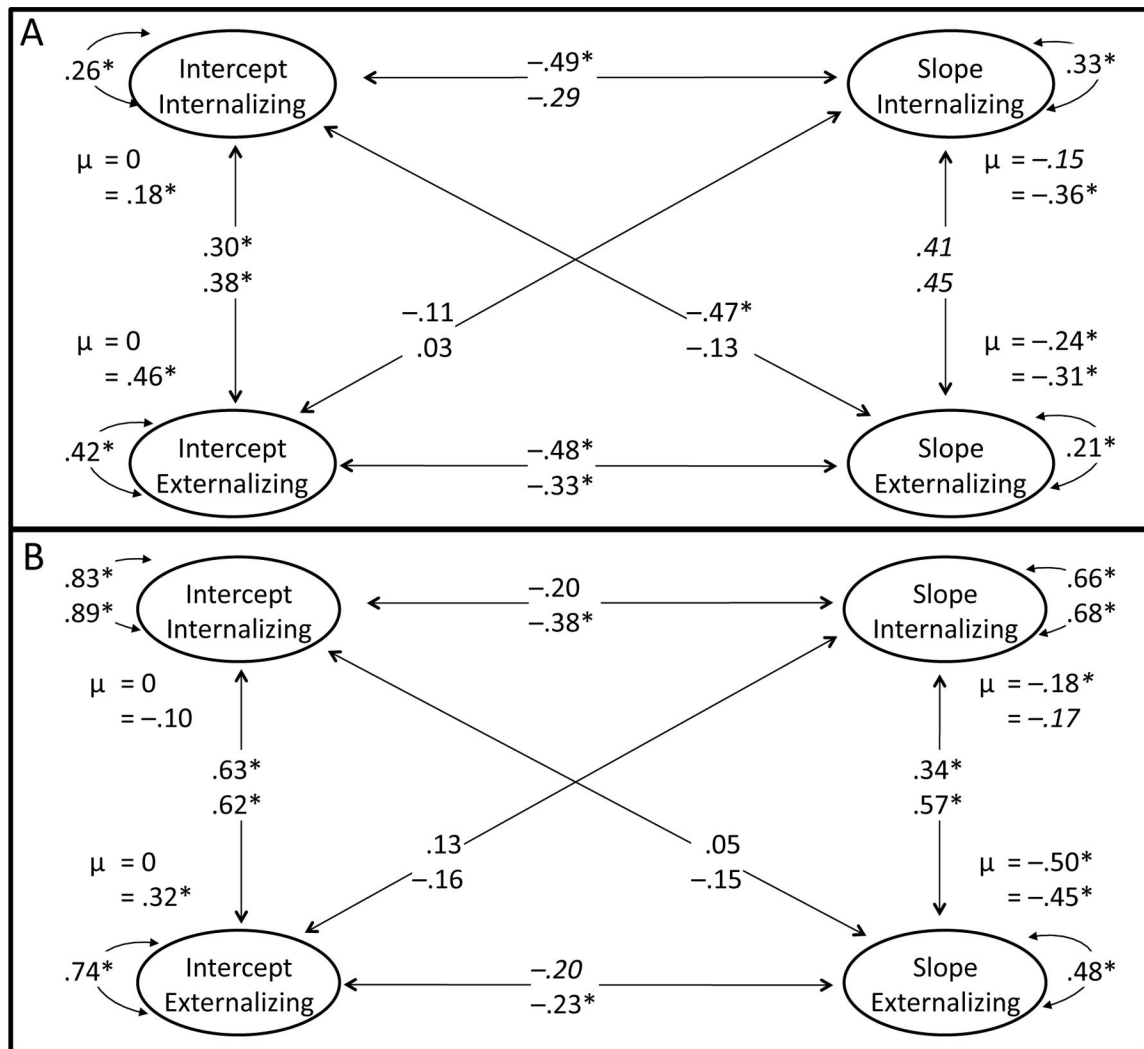 A
Intercept
Internalizing
.26*
–.49*
–.29
Slope
Internalizing
.33*
μ = 0
= .18*
μ = –.15
= –.36*
.30*
.38*
.41
.45
–.11
.03
–.47*
–.13
μ = 0
= .46*
μ = –.24*
= –.31*
Intercept
Externalizing
.42*
–.48*
–.33*
Slope
Externalizing
.21*
B
Intercept
Internalizing
.83*
.89*
–.20
–.38*
Slope
Internalizing
.66*
.68*
μ = 0
= –.10
μ = –.18*
= –.17
.63*
.62*
.34*
.57*
.13
–.16
.05
–.15
μ = 0
= .32*
μ = –.50*
= –.45*
Intercept
Externalizing
.74*
–.20
–.23*
Slope
Externalizing
.48*